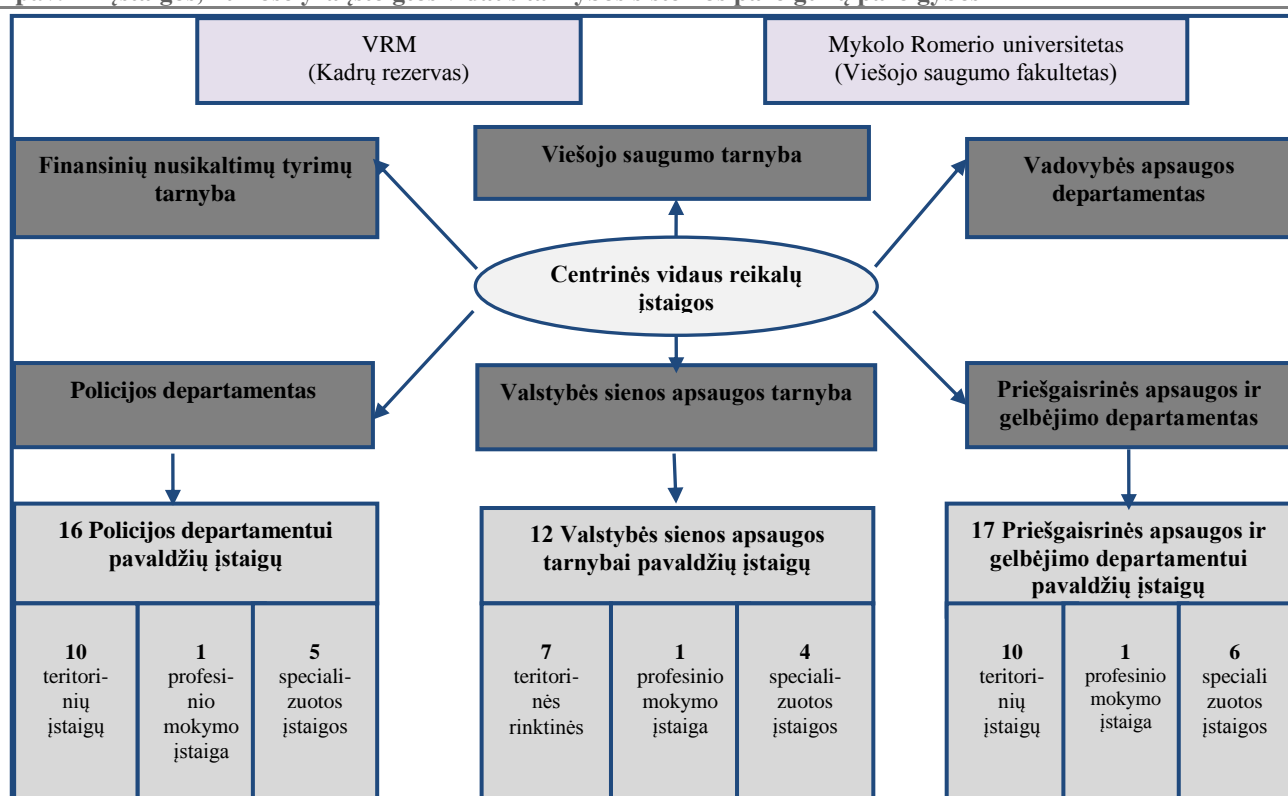 VRM
(Kadrų rezervas)
Mykolo Romerio universitetas
(Viešojo saugumo fakultetas)
Finansinių nusikaltimų tyrimų
tarnyba
Viešojo saugumo tarnyba
Vadovybės apsaugos
departamentas
Centrinės vidaus reikalų
įstaigos
Policijos departamentas
Valstybės sienos apsaugos tarnyba
Priešgaisrinės apsaugos ir
gelbėjimo departamentas
16 Policijos departamentui
pavaldžių įstaigų
12 Valstybės sienos apsaugos
tarnybai pavaldžių įstaigų
17 Priešgaisrinės apsaugos ir
gelbėjimo departamentui
pavaldžių įstaigų
10
teritori-
nių
įstaigų
1
profesi-
nio
mokymo
įstaiga
5
speciali-
zuotos
įstaigos
7
teritori-
nės
rinktinės
1
profesinio
mokymo
įstaiga
4
speciali-
zuotos
įstaigos
10
teritori-
nių
įstaigų
1
profesinio
mokymo
įstaiga
6
speciali
zuotos
įstaigos